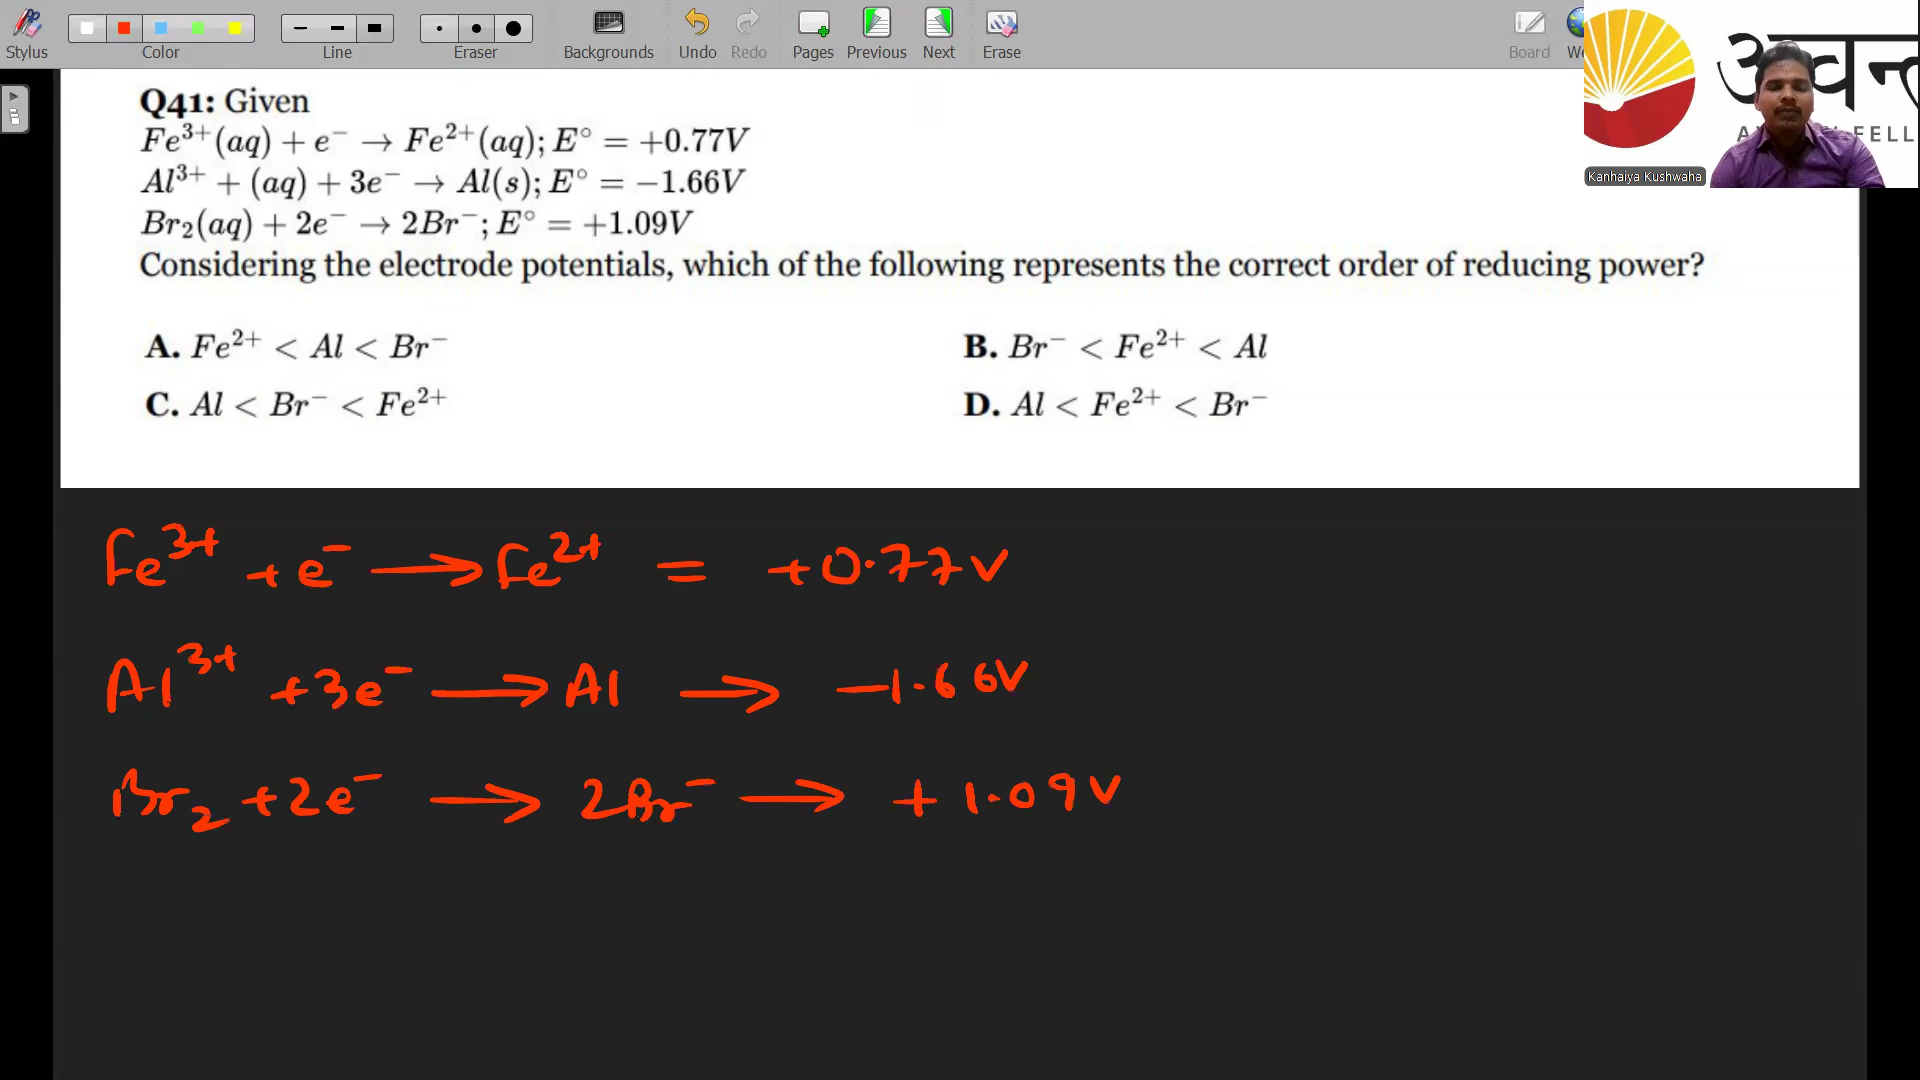 Stylus
Color
Line
Eraser
Backgrounds
Undo
Redo
Pages
Previous
Next
Erase
Board
Kanhaiya Kushwaha
Q41: Given
Fe³⁺(aq) + e⁻ → Fe²⁺(aq); E° = +0.77V
Al³⁺ + (aq) + 3e⁻ → Al(s); E° = −1.66V
Br₂(aq) + 2e⁻ → 2Br⁻; E° = +1.09V
Considering the electrode potentials, which of the following represents the correct order of reducing power?
A. Fe²⁺ < Al < Br⁻
B. Br⁻ < Fe²⁺ < Al
C. Al < Br⁻ < Fe²⁺
D. Al < Fe²⁺ < Br⁻
Fe³⁺ + e⁻ → Fe²⁺ = +0.77V
Al³⁺ +3e⁻ → Al → −1.66V
Br₂ +2e⁻ → 2Br⁻ → +1.09V